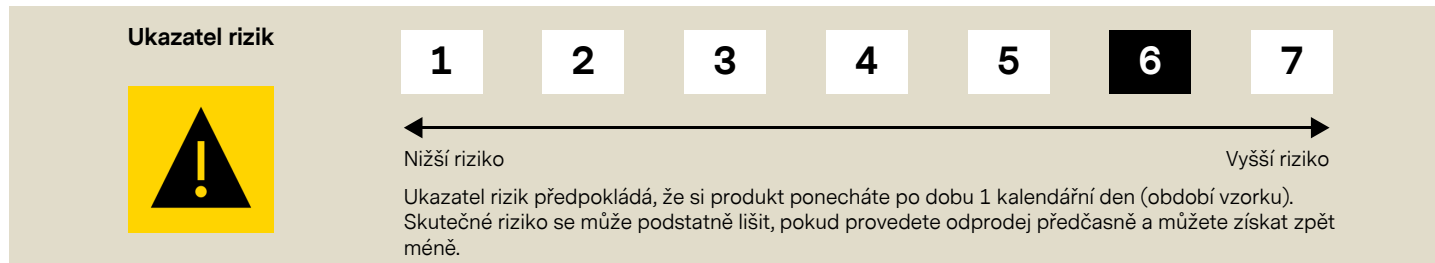 Ukazatel rizik
1 2 3 4 5 6 7
Nižší riziko Vyšší riziko
Ukazatel rizik předpokládá, že si produkt ponecháte po dobu 1 kalendářní den (období vzorku).
Skutečné riziko se může podstatně lišit, pokud provedete odprodej předčasně a můžete získat zpět
méně.